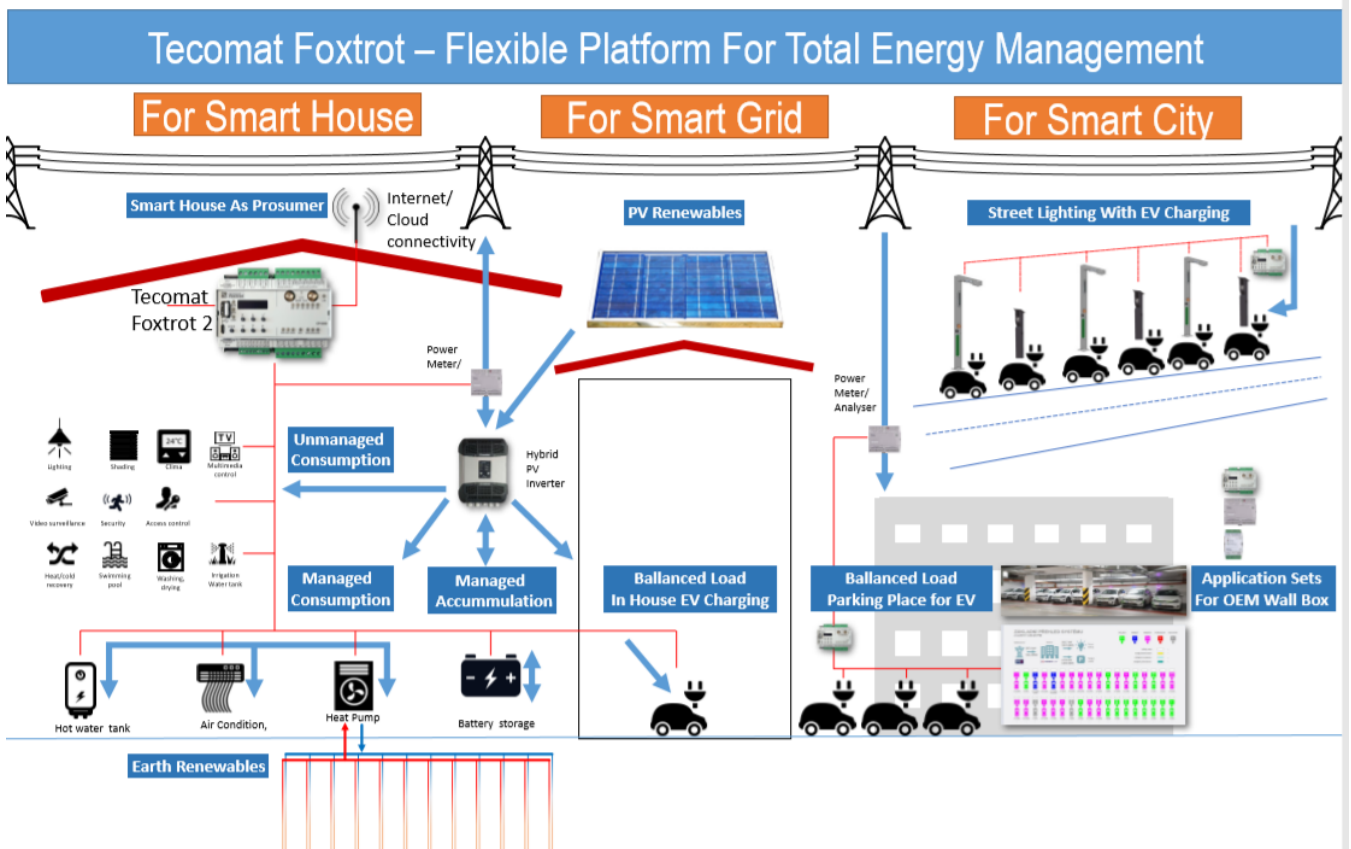 Tecomat Foxtrot – Flexible Platform For Total Energy Management
For Smart House
For Smart Grid
For Smart City
Smart House As Prosumer
Internet/
Cloud
connectivity
PV Renewables
Street Lighting With EV Charging
Tecomat
Foxtrot 2
Power
Meter/
Power
Meter/
Analyser
Unmanaged
Consumption
Hybrid
PV
Inverter
24°C
TV
Lighting
Shading
Clima
Multimedia
control
Video surveillance
Security
Access control
Heat/cold
recovery
Swimming
pool
Washing,
drying
Irrigation
Water tank
Managed
Consumption
Managed
Accummulation
Ballanced Load
In House EV Charging
Ballanced Load
Parking Place for EV
Application Sets
For OEM Wall Box
Hot water tank
Air Condition,
Heat Pump
Battery storage
Earth Renewables